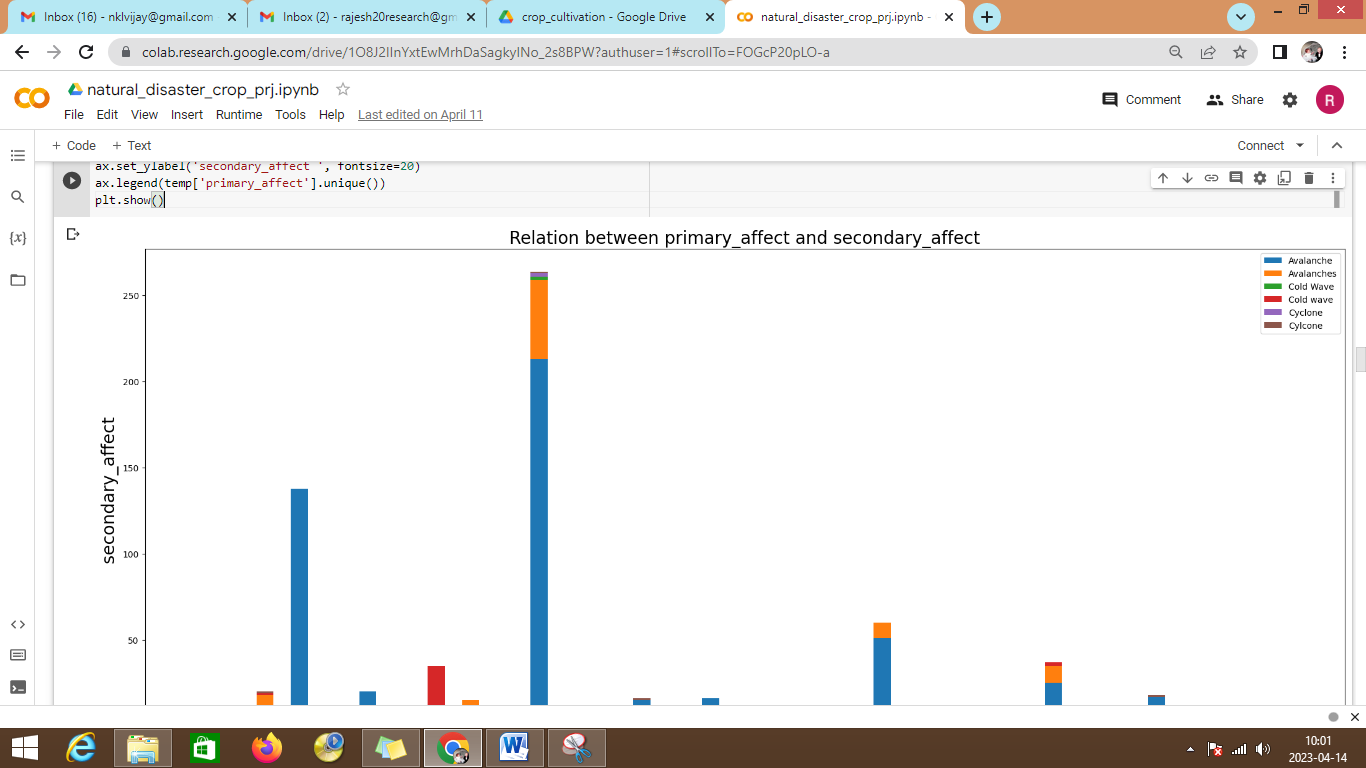 Inbox (16) - nklvijay@gmail.com
Inbox (2) - rajesh20research@gm
crop_cultivation - Google Drive
natural_disaster_crop_prj.ipynb -
colab.research.google.com/drive/1O8J2IInYxtEwMrhDaSagkyINo_2s8BPW?authuser=1#scrollTo=FOGcP20pLO-a
natural_disaster_crop_prj.ipynb
Comment
Share
R
File Edit View Insert Runtime Tools Help Last edited on April 11
+ Code + Text
Connect
ax.set_ylabel('secondary_affect ', fontsize=20)
ax.legend(temp['primary_affect'].unique())
plt.show()
{x}
Relation between primary_affect and secondary_affect
Avalanche
Avalanches
Cold Wave
Cold wave
Cyclone
Cylcone
250
200
150
100
50
secondary_affect
10:01
2023-04-14